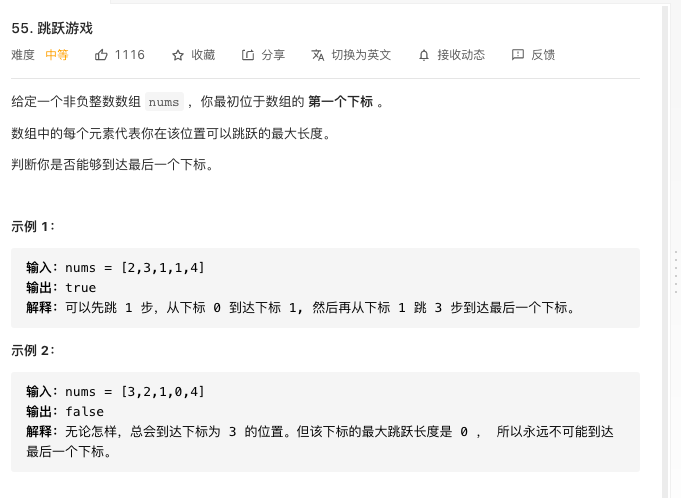 55. 跳跃游戏
难度 中等 1116 收藏 分享 切换为英文 接收动态 反馈
给定一个非负整数数组 nums ，你最初位于数组的 第一个下标 。
数组中的每个元素代表你在该位置可以跳跃的最大长度。
判断你是否能够到达最后一个下标。
示例 1：
输入：nums = [2,3,1,1,4]
输出：true
解释：可以先跳 1 步，从下标 0 到达下标 1, 然后再从下标 1 跳 3 步到达最后一个下标。
示例 2：
输入：nums = [3,2,1,0,4]
输出：false
解释：无论怎样，总会到达下标为 3 的位置。但该下标的最大跳跃长度是 0 ， 所以永远不可能到达
最后一个下标。